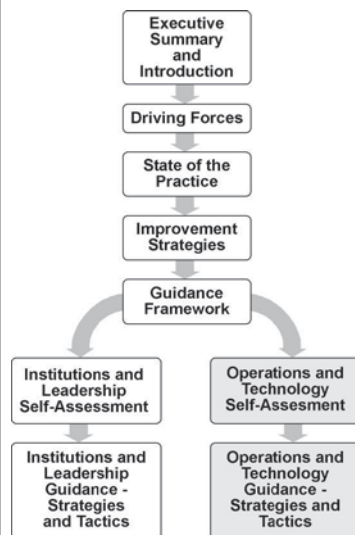 Executive
Summary
and
Introduction
Driving Forces
State of the
Practice
Improvement
Strategies
Guidance
Framework
Institutions and
Leadership
Self-Assessment
Operations and
Technology
Self-Assesment
Institutions and
Leadership
Guidance -
Strategies
and Tactics
Operations and
Technology
Guidance -
Strategies and
Tactics